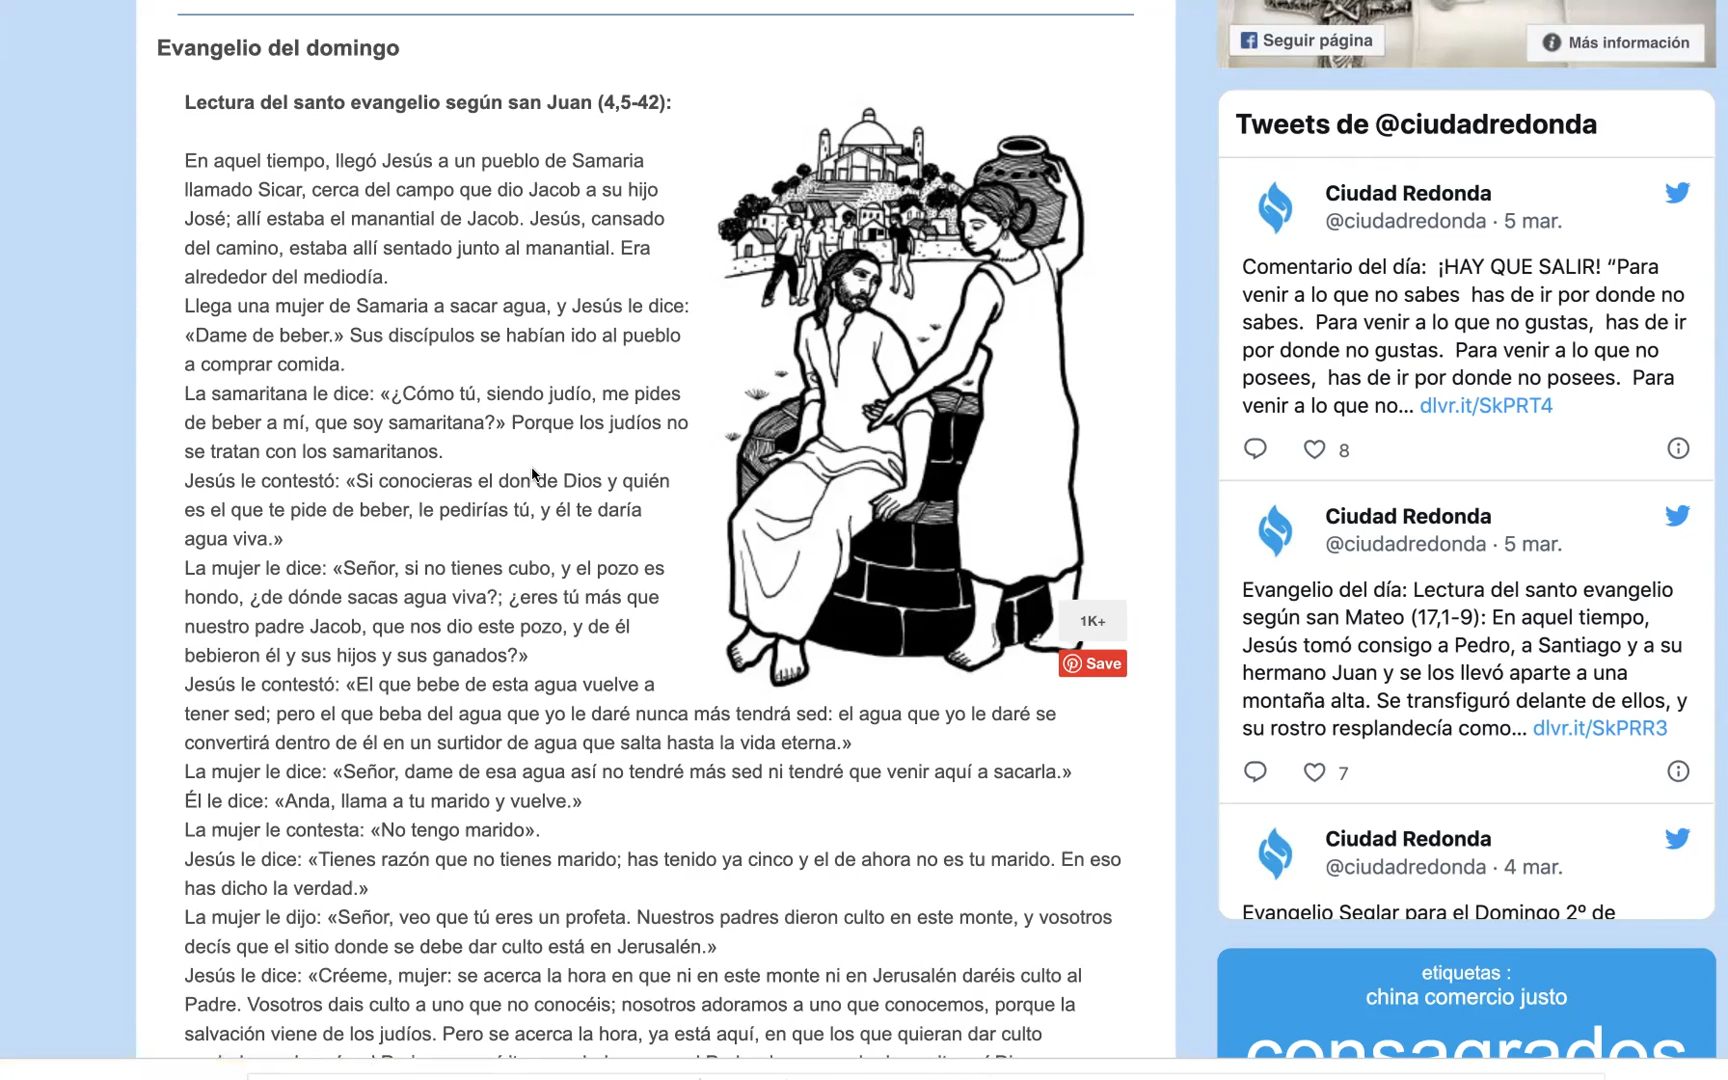 Evangelio del domingo
Lectura del santo evangelio según san Juan (4,5-42):
En aquel tiempo, llegó Jesús a un pueblo de Samaria
llamado Sicar, cerca del campo que dio Jacob a su hijo
José; allí estaba el manantial de Jacob. Jesús, cansado
del camino, estaba allí sentado junto al manantial. Era
alrededor del mediodía.
Llega una mujer de Samaria a sacar agua, y Jesús le dice:
«Dame de beber.» Sus discípulos se habían ido al pueblo
a comprar comida.
La samaritana le dice: «¿Cómo tú, siendo judío, me pides
de beber a mí, que soy samaritana?» Porque los judíos no
se tratan con los samaritanos.
Jesús le contestó: «Si conocieras el don de Dios y quién
es el que te pide de beber, le pedirías tú, y él te daría
agua viva.»
La mujer le dice: «Señor, si no tienes cubo, y el pozo es
hondo, ¿de dónde sacas agua viva?; ¿eres tú más que
nuestro padre Jacob, que nos dio este pozo, y de él
bebieron él y sus hijos y sus ganados?»
Jesús le contestó: «El que bebe de esta agua vuelve a
tener sed; pero el que beba del agua que yo le daré nunca más tendrá sed: el agua que yo le daré se
convertirá dentro de él en un surtidor de agua que salta hasta la vida eterna.»
La mujer le dice: «Señor, dame de esa agua así no tendré más sed ni tendré que venir aquí a sacarla.»
Él le dice: «Anda, llama a tu marido y vuelve.»
La mujer le contesta: «No tengo marido».
Jesús le dice: «Tienes razón que no tienes marido; has tenido ya cinco y el de ahora no es tu marido. En eso
has dicho la verdad.»
La mujer le dijo: «Señor, veo que tú eres un profeta. Nuestros padres dieron culto en este monte, y vosotros
decís que el sitio donde se debe dar culto está en Jerusalén.»
Jesús le dice: «Créeme, mujer: se acerca la hora en que ni en este monte ni en Jerusalén daréis culto al
Padre. Vosotros dais culto a uno que no conocéis; nosotros adoramos a uno que conocemos, porque la
salvación viene de los judíos. Pero se acerca la hora, ya está aquí, en que los que quieran dar culto
1K+
Save
Seguir página
Más información
Tweets de @ciudadredonda
Ciudad Redonda
@ciudadredonda · 5 mar.
Comentario del día: ¡HAY QUE SALIR! “Para
venir a lo que no sabes has de ir por donde no
sabes. Para venir a lo que no gustas, has de ir
por donde no gustas. Para venir a lo que no
posees, has de ir por donde no posees. Para
venir a lo que no... dlvr.it/SkPRT4
8
Ciudad Redonda
@ciudadredonda · 5 mar.
Evangelio del día: Lectura del santo evangelio
según san Mateo (17,1-9): En aquel tiempo,
Jesús tomó consigo a Pedro, a Santiago y a su
hermano Juan y se los llevó aparte a una
montaña alta. Se transfiguró delante de ellos, y
su rostro resplandecía como... dlvr.it/SkPRR3
7
Ciudad Redonda
@ciudadredonda · 4 mar.
Evangelio Seglar para el Domingo 2º de
etiquetas :
china comercio justo
consagrados